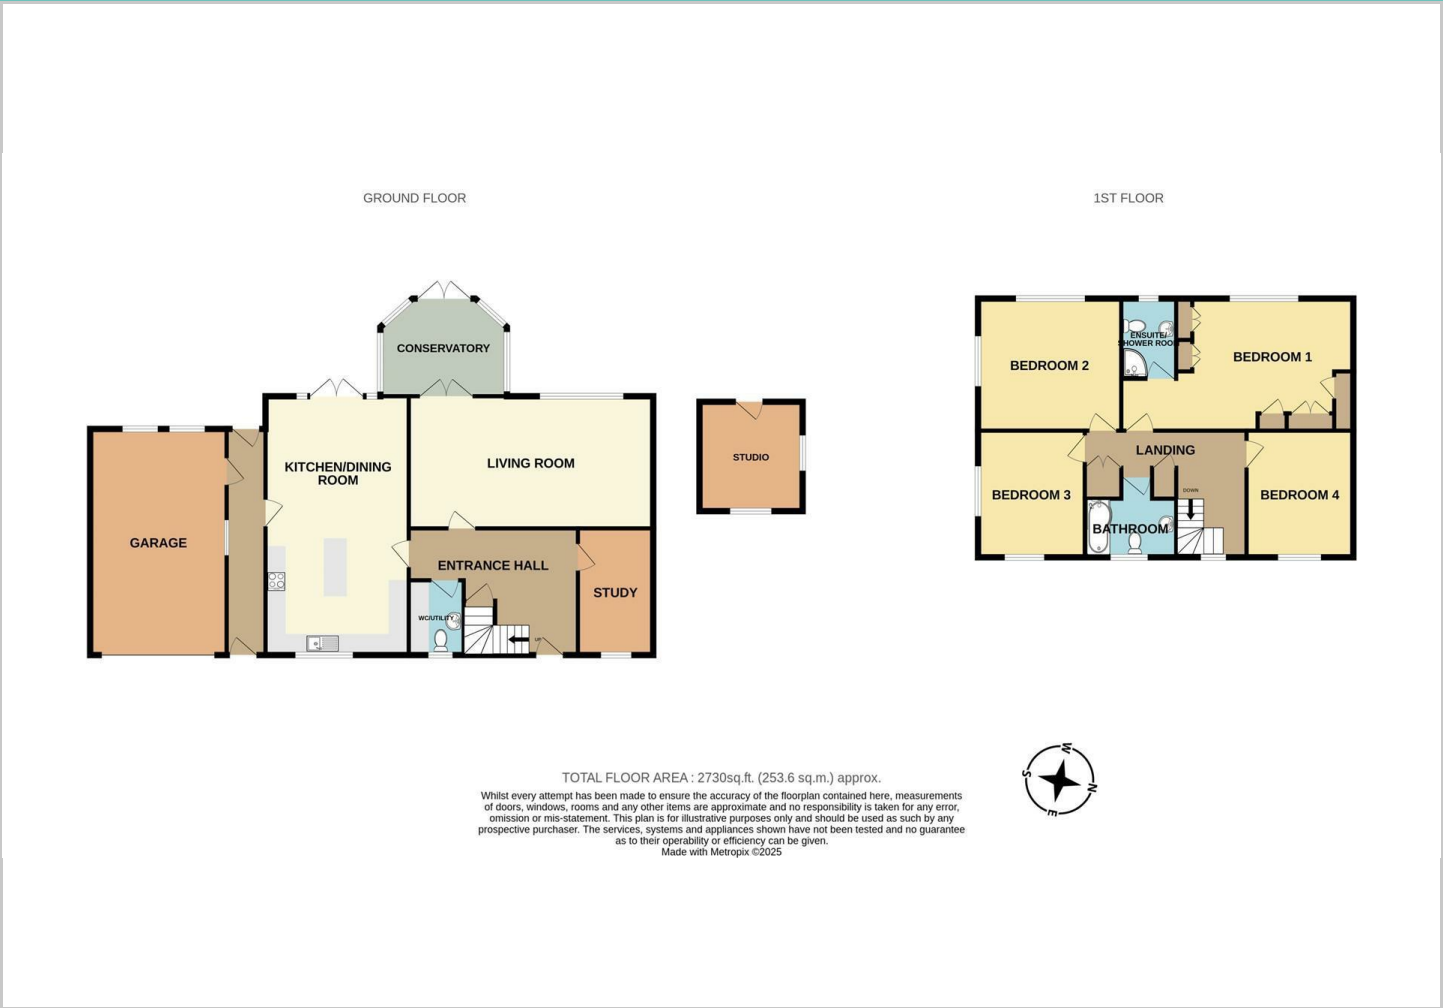 GROUND FLOOR
1ST FLOOR
CONSERVATORY
KITCHEN/DINING
ROOM
LIVING ROOM
GARAGE
ENTRANCE HALL
STUDY
WC/UTILITY
UP
STUDIO
BEDROOM 2
ENSUITE/
SHOWER ROOM
BEDROOM 1
LANDING
BEDROOM 3
DOWN
BEDROOM 4
BATHROOM
W
S
N
E
TOTAL FLOOR AREA : 2730sq.ft. (253.6 sq.m.) approx.
Whilst every attempt has been made to ensure the accuracy of the floorplan contained here, measurements
of doors, windows, rooms and any other items are approximate and no responsibility is taken for any error,
omission or mis-statement. This plan is for illustrative purposes only and should be used as such by any
prospective purchaser. The services, systems and appliances shown have not been tested and no guarantee
as to their operability or efficiency can be given.
Made with Metropix ©2025